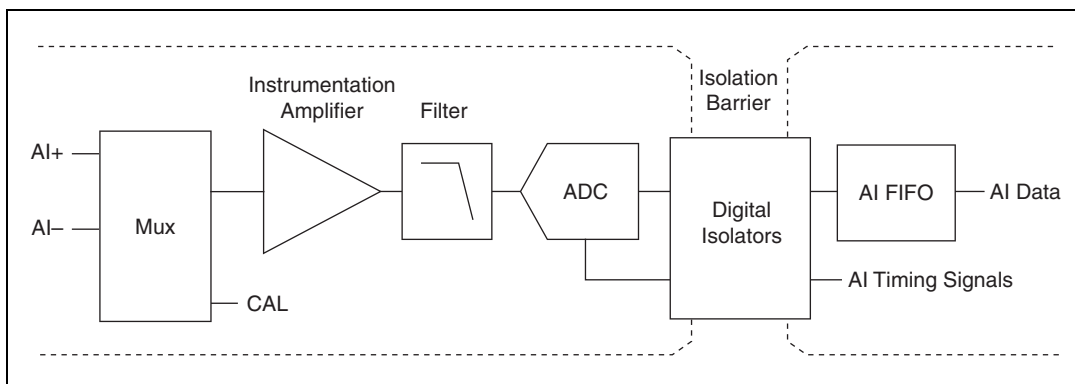 Instrumentation
Amplifier
Filter
Isolation
Barrier
AI+
AI–
Mux
CAL
ADC
Digital
Isolators
AI FIFO
AI Data
AI Timing Signals